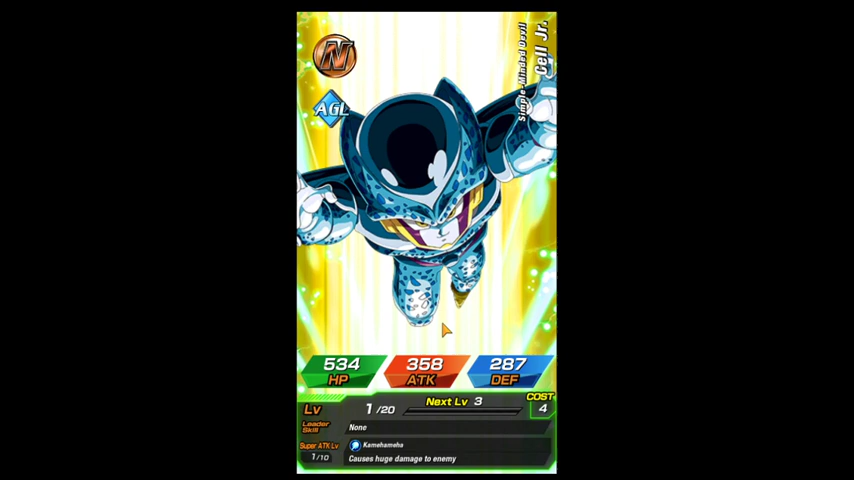 N
AGL
Simple-Minded Devil
Cell Jr.
534 358 287
HP ATK DEF
Lv 1/20 Next Lv 3 COST 4
Leader Skill None
Super ATK Lv 1/10 Kamehameha
Causes huge damage to enemy